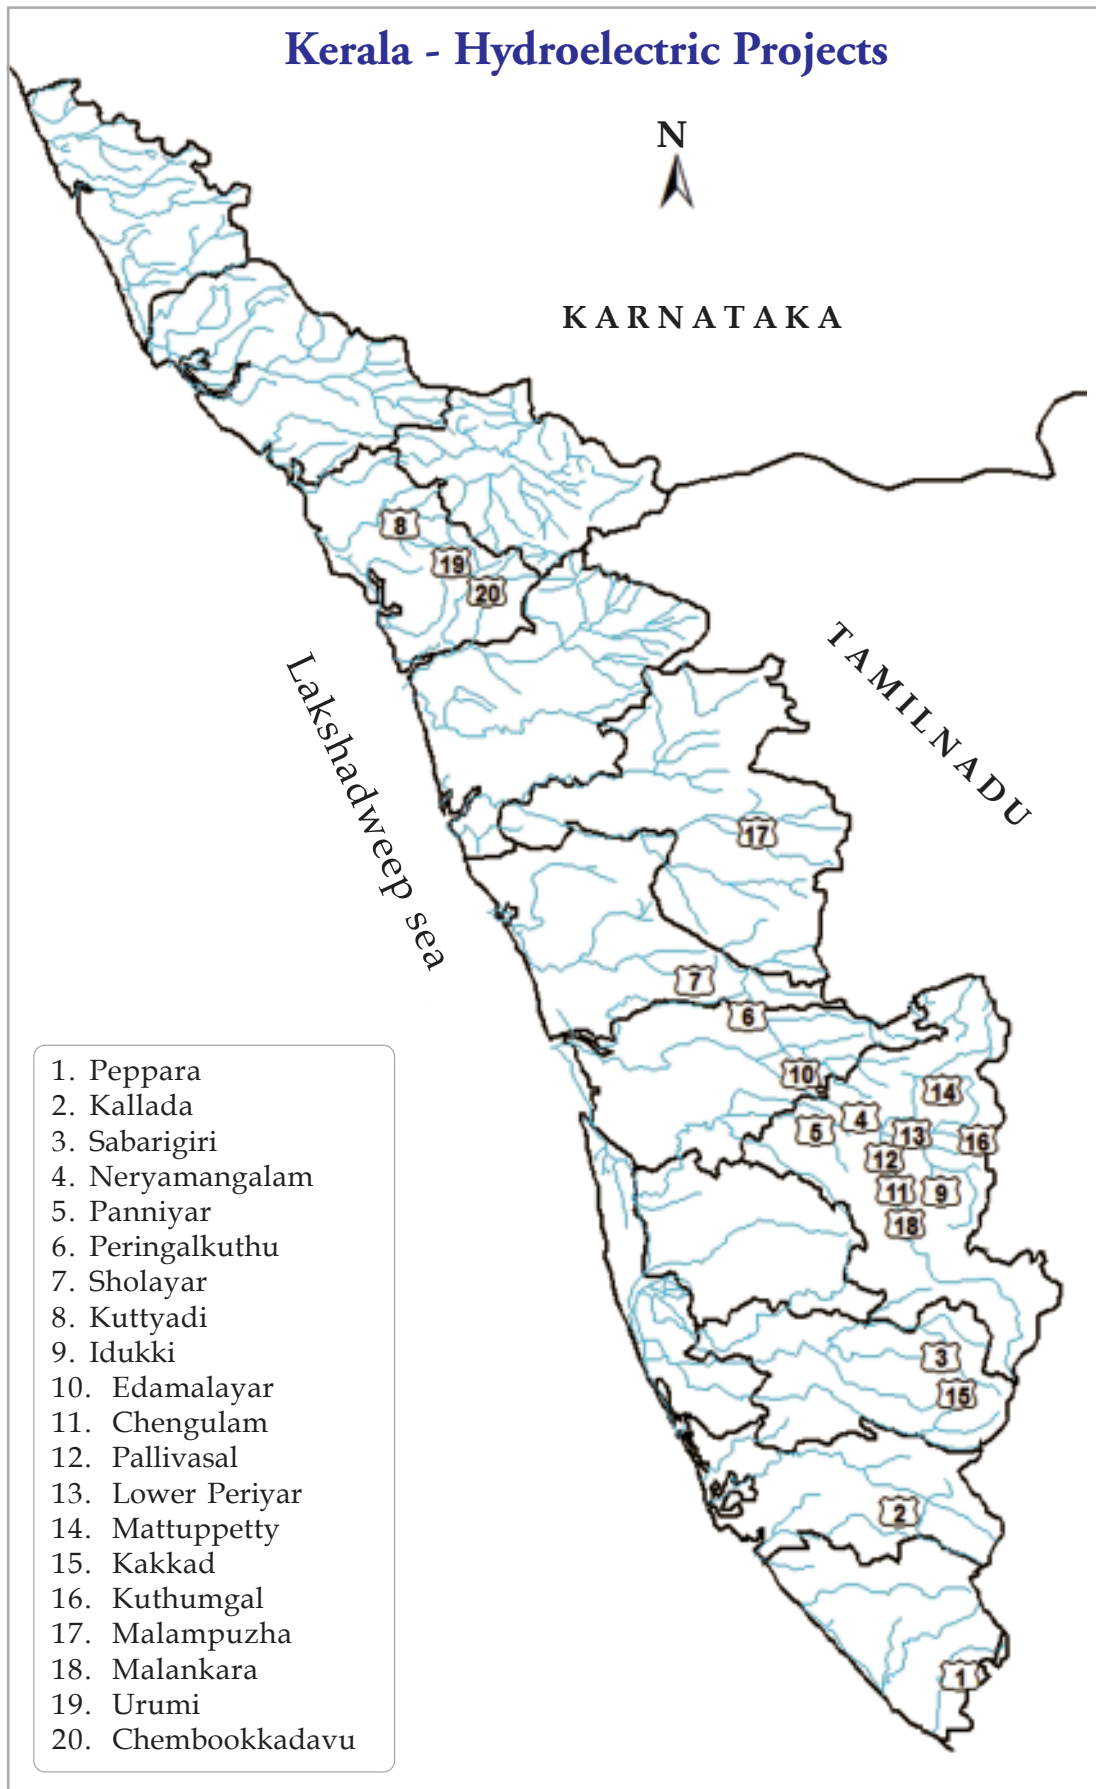 Kerala - Hydroelectric Projects
N
KARNATAKA
8
19
20
TAMILNADU
Lakshadweep sea
17
7
6
10
14
4
5
13
16
12
11
9
18
3
15
2
1
1. Peppara
2. Kallada
3. Sabarigiri
4. Neryamangalam
5. Panniyar
6. Peringalkuthu
7. Sholayar
8. Kuttyadi
9. Idukki
10. Edamalayar
11. Chengulam
12. Pallivasal
13. Lower Periyar
14. Mattuppetty
15. Kakkad
16. Kuthumgal
17. Malampuzha
18. Malankara
19. Urumi
20. Chembookkadavu